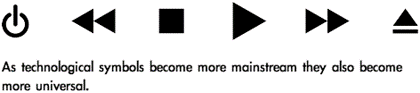 As technological symbols become more mainstream they also become
more universal.